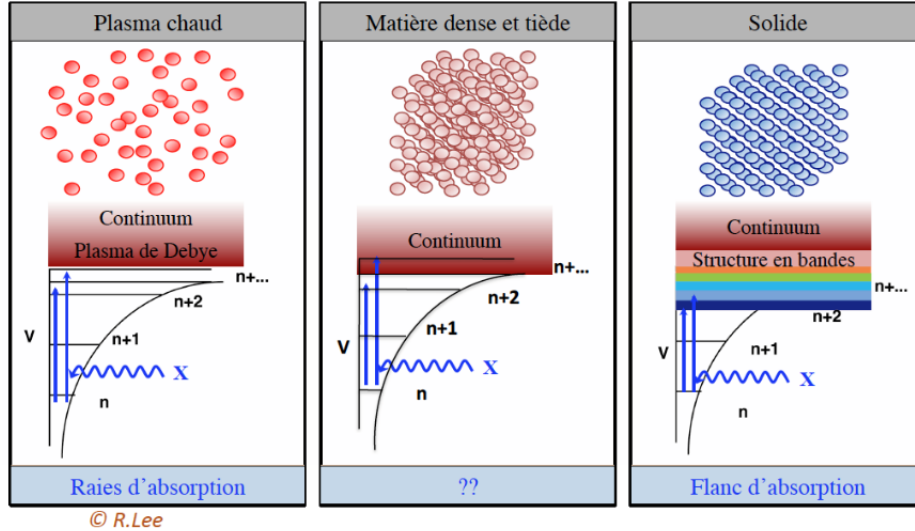 Plasma chaud
Continuum
Plasma de Debye
n+...
n+2
n+1
V
X
n
Raies d'absorption
Matière dense et tiède
Continuum
n+...
n+2
n+1
V
X
n
??
Solide
Continuum
Structure en bandes
n+...
n+2
n+1
V
X
n
Flanc d'absorption
© R.Lee